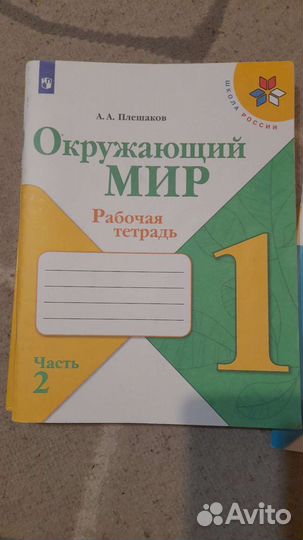 А. А. Плешаков
ШКОЛА РОССИИ
Окружающий
МИР
Рабочая
тетрадь
1
Часть
2
Avito